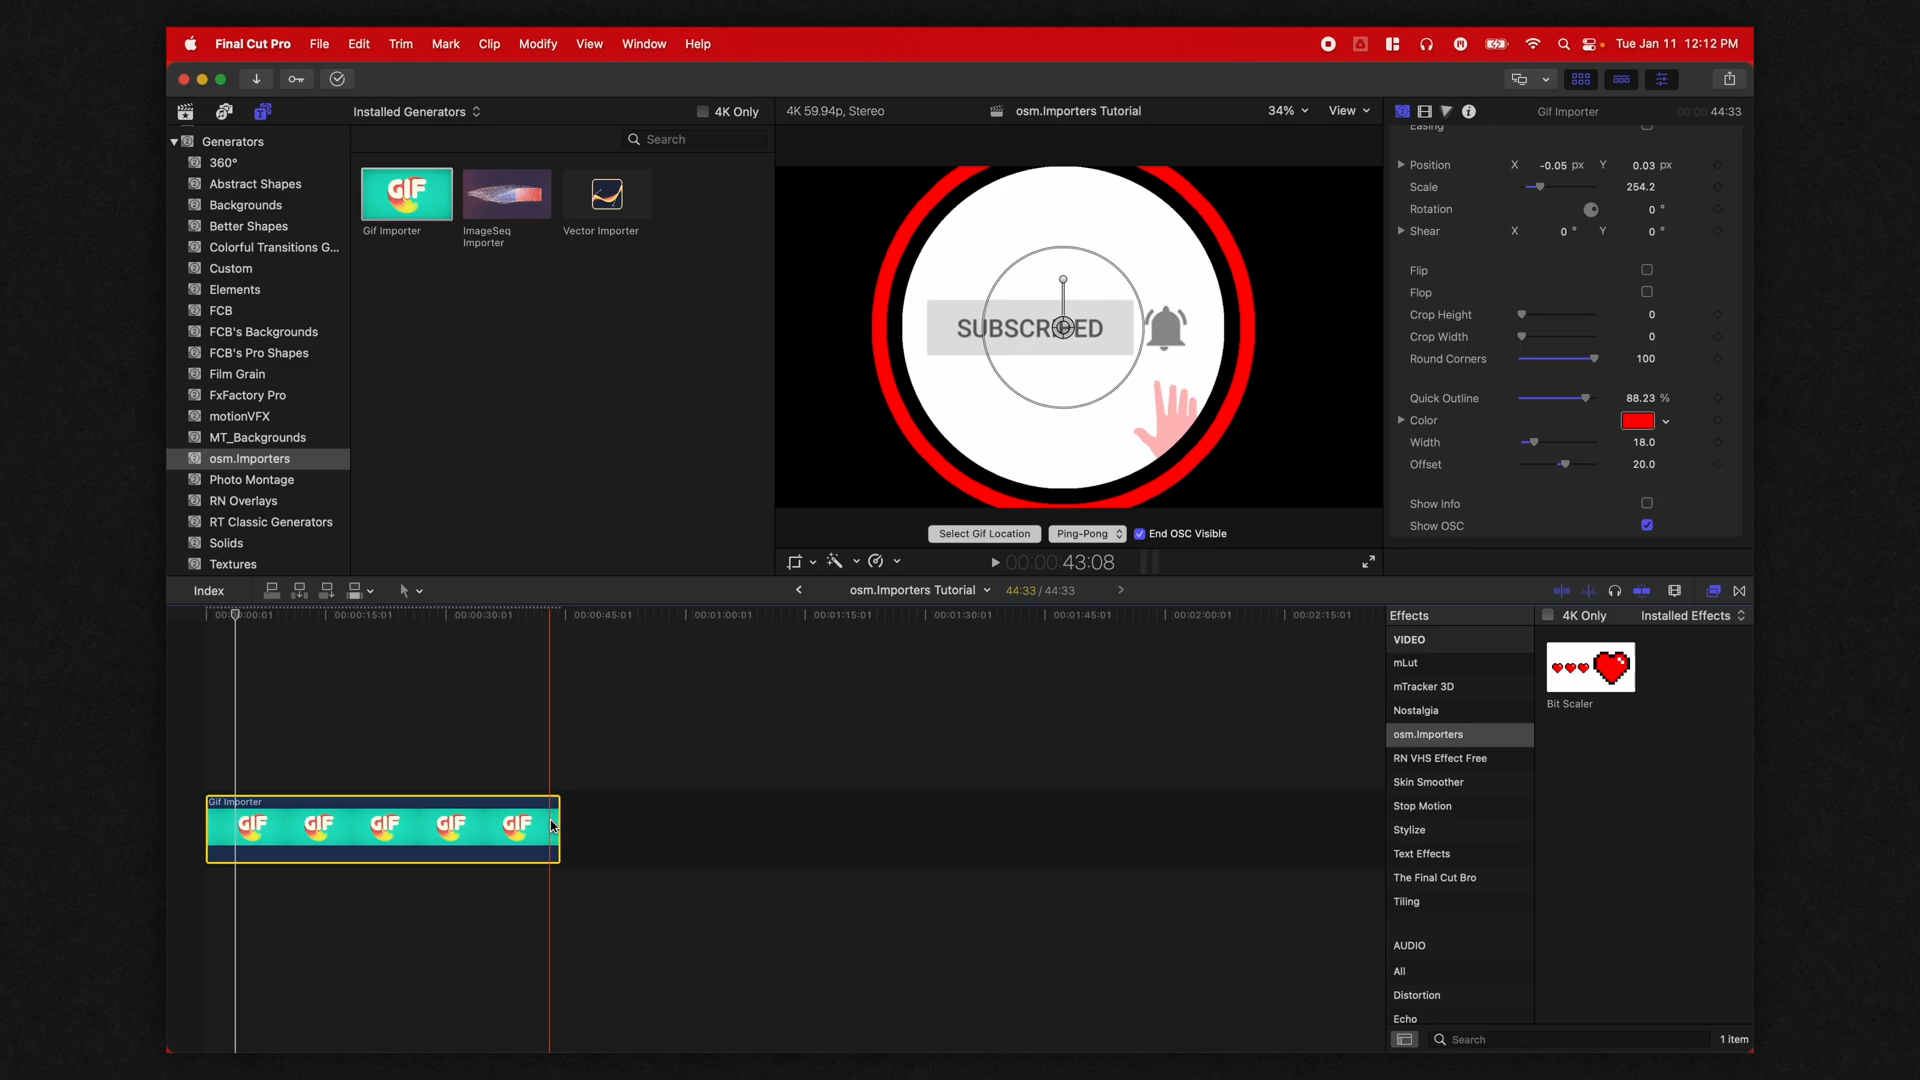 Final Cut Pro File Edit Trim Mark Clip Modify View Window Help Tue Jan 11 12:12 PM
Installed Generators 4K Only 4K 59.94p, Stereo osm.Importers Tutorial 34% View Gif Importer 00:00 44:33
Search
Generators
360°
Abstract Shapes
Backgrounds
Better Shapes
Colorful Transitions G...
Custom
Elements
FCB
FCB's Backgrounds
FCB's Pro Shapes
Film Grain
FxFactory Pro
motionVFX
MT_Backgrounds
osm.Importers
Photo Montage
RN Overlays
RT Classic Generators
Solids
Textures
GIF
Gif Importer
ImageSeq
Importer
Vector Importer
SUBSCRIBED
Select Gif Location Ping-Pong End OSC Visible
00:00:43:08
Easing
Position X -0.05 px Y 0.03 px
Scale 254.2
Rotation 0 °
Shear X 0 ° Y 0 °
Flip
Flop
Crop Height 0
Crop Width 0
Round Corners 100
Quick Outline 88.23 %
Color
Width 18.0
Offset 20.0
Show Info
Show OSC
Index osm.Importers Tutorial 44:33 / 44:33
00:00:15:01 00:00:30:01 00:00:45:01 00:01:00:01 00:01:15:01 00:01:30:01 00:01:45:01 00:02:00:01 00:02:15:01
Gif Importer
GIF GIF GIF GIF GIF
Effects 4K Only Installed Effects
VIDEO
mLut
mTracker 3D
Nostalgia
osm.Importers
RN VHS Effect Free
Skin Smoother
Stop Motion
Stylize
Text Effects
The Final Cut Bro
Tiling
AUDIO
All
Distortion
Echo
Bit Scaler
Search 1 item